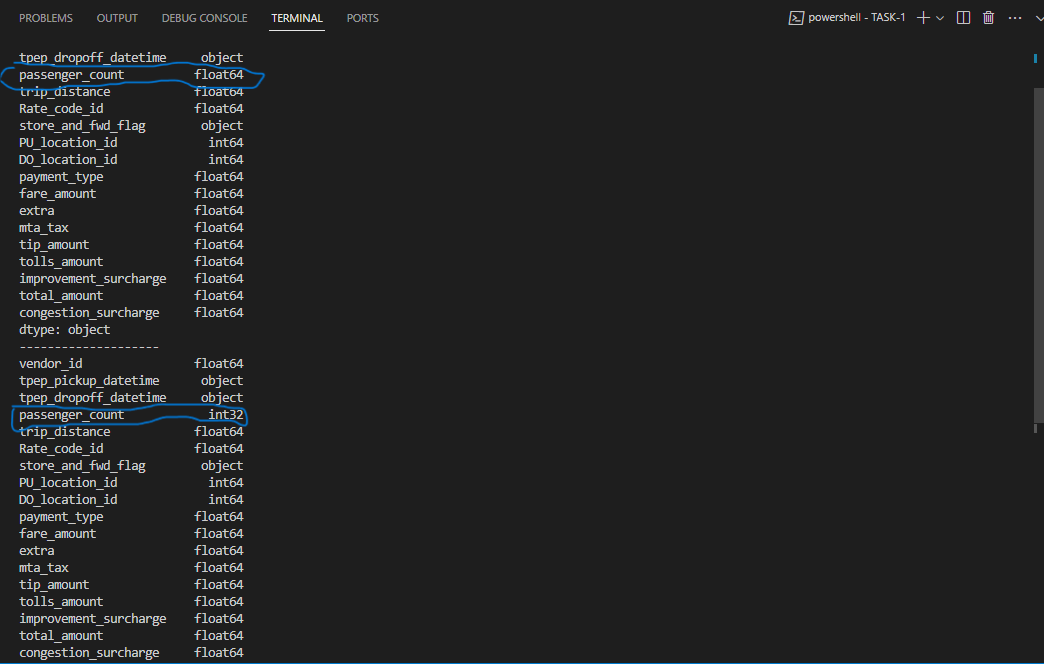 PROBLEMS OUTPUT DEBUG CONSOLE TERMINAL PORTS powershell - TASK-1
tpep_dropoff_datetime object
passenger_count float64
trip_distance float64
Rate_code_id float64
store_and_fwd_flag object
PU_location_id int64
DO_location_id int64
payment_type float64
fare_amount float64
extra float64
mta_tax float64
tip_amount float64
tolls_amount float64
improvement_surcharge float64
total_amount float64
congestion_surcharge float64
dtype: object
--------------------
vendor_id float64
tpep_pickup_datetime object
tpep_dropoff_datetime object
passenger_count int32
trip_distance float64
Rate_code_id float64
store_and_fwd_flag object
PU_location_id int64
DO_location_id int64
payment_type float64
fare_amount float64
extra float64
mta_tax float64
tip_amount float64
tolls_amount float64
improvement_surcharge float64
total_amount float64
congestion_surcharge float64